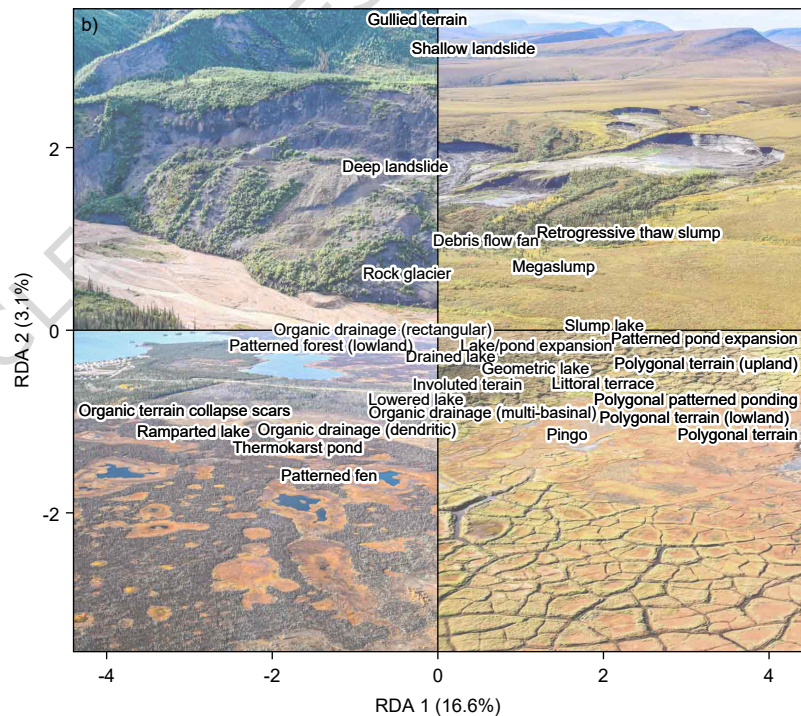 b)
Gullied terrain
Shallow landslide
2
Deep landslide
Debris flow fan
Retrogressive thaw slump
Rock glacier
Megaslump
RDA 2 (3.1%)
0
Organic drainage (rectangular)
Slump lake
Patterned forest (lowland)
Lake/pond expansion
Patterned pond expansion
Drained lake
Geometric lake
Polygonal terrain (upland)
Involuted terain
Littoral terrace
Lowered lake
Polygonal patterned ponding
Organic terrain collapse scars
Organic drainage (multi-basinal)
Polygonal terrain (lowland)
Ramparted lake
Organic drainage (dendritic)
Pingo
Polygonal terrain
Thermokarst pond
Patterned fen
-2
-4
-2
0
2
4
RDA 1 (16.6%)